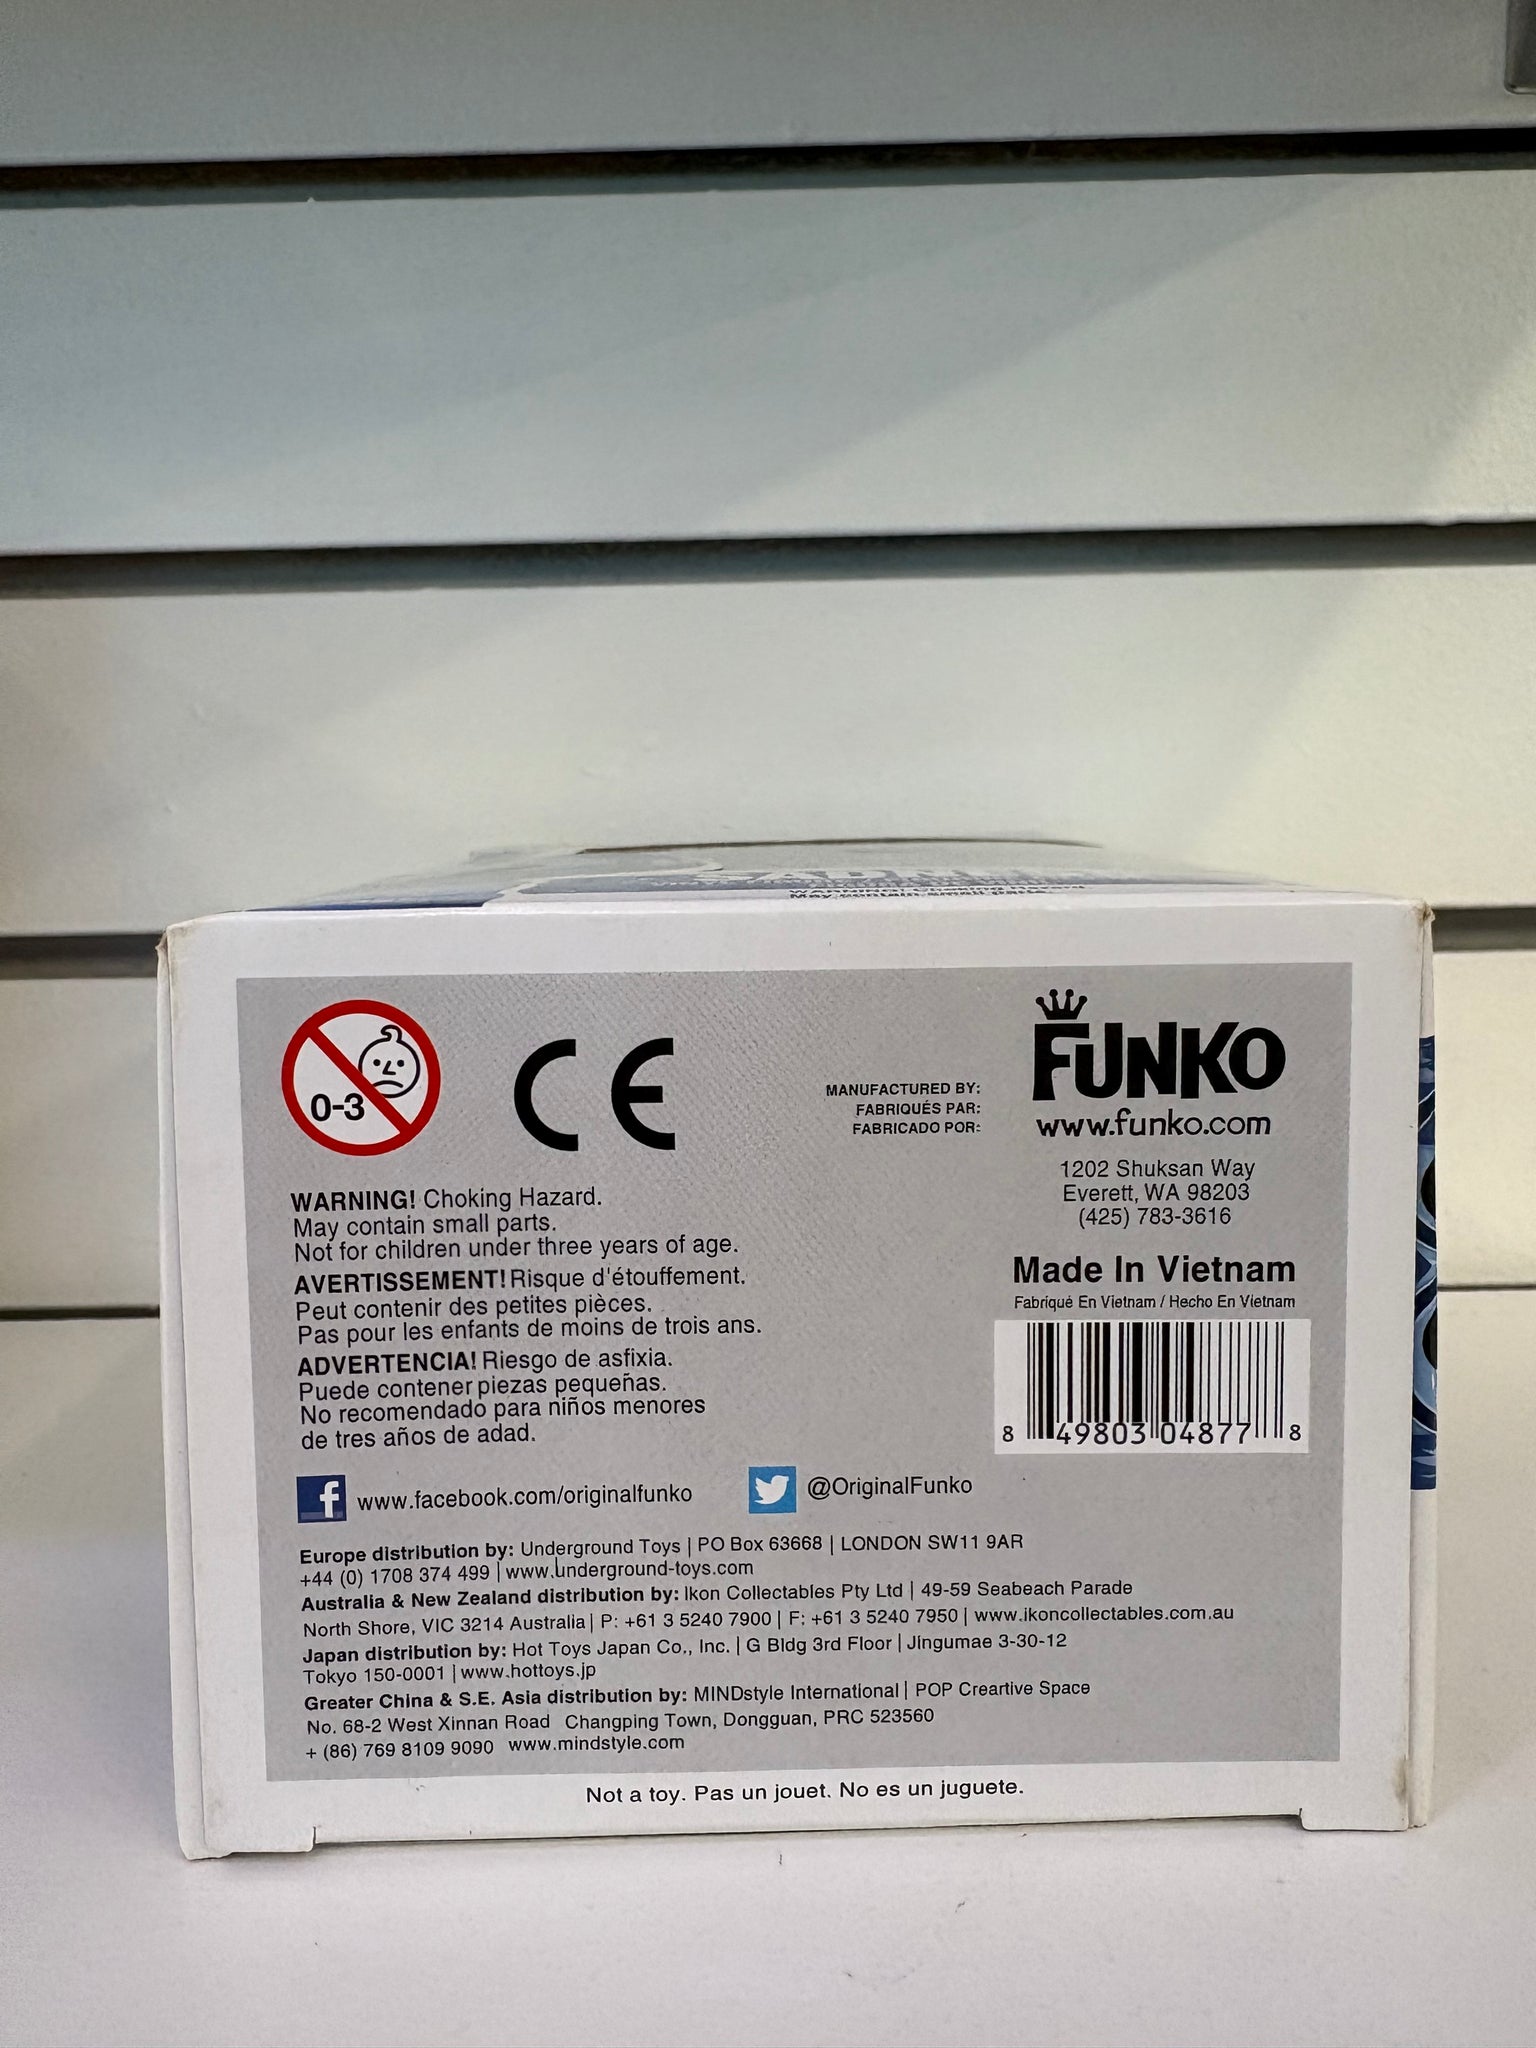 WARNING! Choking Hazard
May contain small parts
0-3
CE
MANUFACTURED BY:
FABRIQUÉS PAR:
FABRICADO POR:
FUNKO
www.funko.com
1202 Shuksan Way
Everett, WA 98203
(425) 783-3616
Made In Vietnam
Fabriqué En Vietnam / Hecho En Vietnam
8 49803 04877 8
WARNING! Choking Hazard.
May contain small parts.
Not for children under three years of age.
AVERTISSEMENT! Risque d'étouffement.
Peut contenir des petites pièces.
Pas pour les enfants de moins de trois ans.
ADVERTENCIA! Riesgo de asfixia.
Puede contener piezas pequeñas.
No recomendado para niños menores
de tres años de adad.
f www.facebook.com/originalfunko
@OriginalFunko
Europe distribution by: Underground Toys | PO Box 63668 | LONDON SW11 9AR
+44 (0) 1708 374 499 | www.underground-toys.com
Australia & New Zealand distribution by: Ikon Collectables Pty Ltd | 49-59 Seabeach Parade
North Shore, VIC 3214 Australia | P: +61 3 5240 7900 | F: +61 3 5240 7950 | www.ikoncollectables.com.au
Japan distribution by: Hot Toys Japan Co., Inc. | G Bldg 3rd Floor | Jingumae 3-30-12
Tokyo 150-0001 | www.hottoys.jp
Greater China & S.E. Asia distribution by: MINDstyle International | POP Creartive Space
No. 68-2 West Xinnan Road Changping Town, Dongguan, PRC 523560
+ (86) 769 8109 9090 www.mindstyle.com
Not a toy. Pas un jouet. No es un juguete.